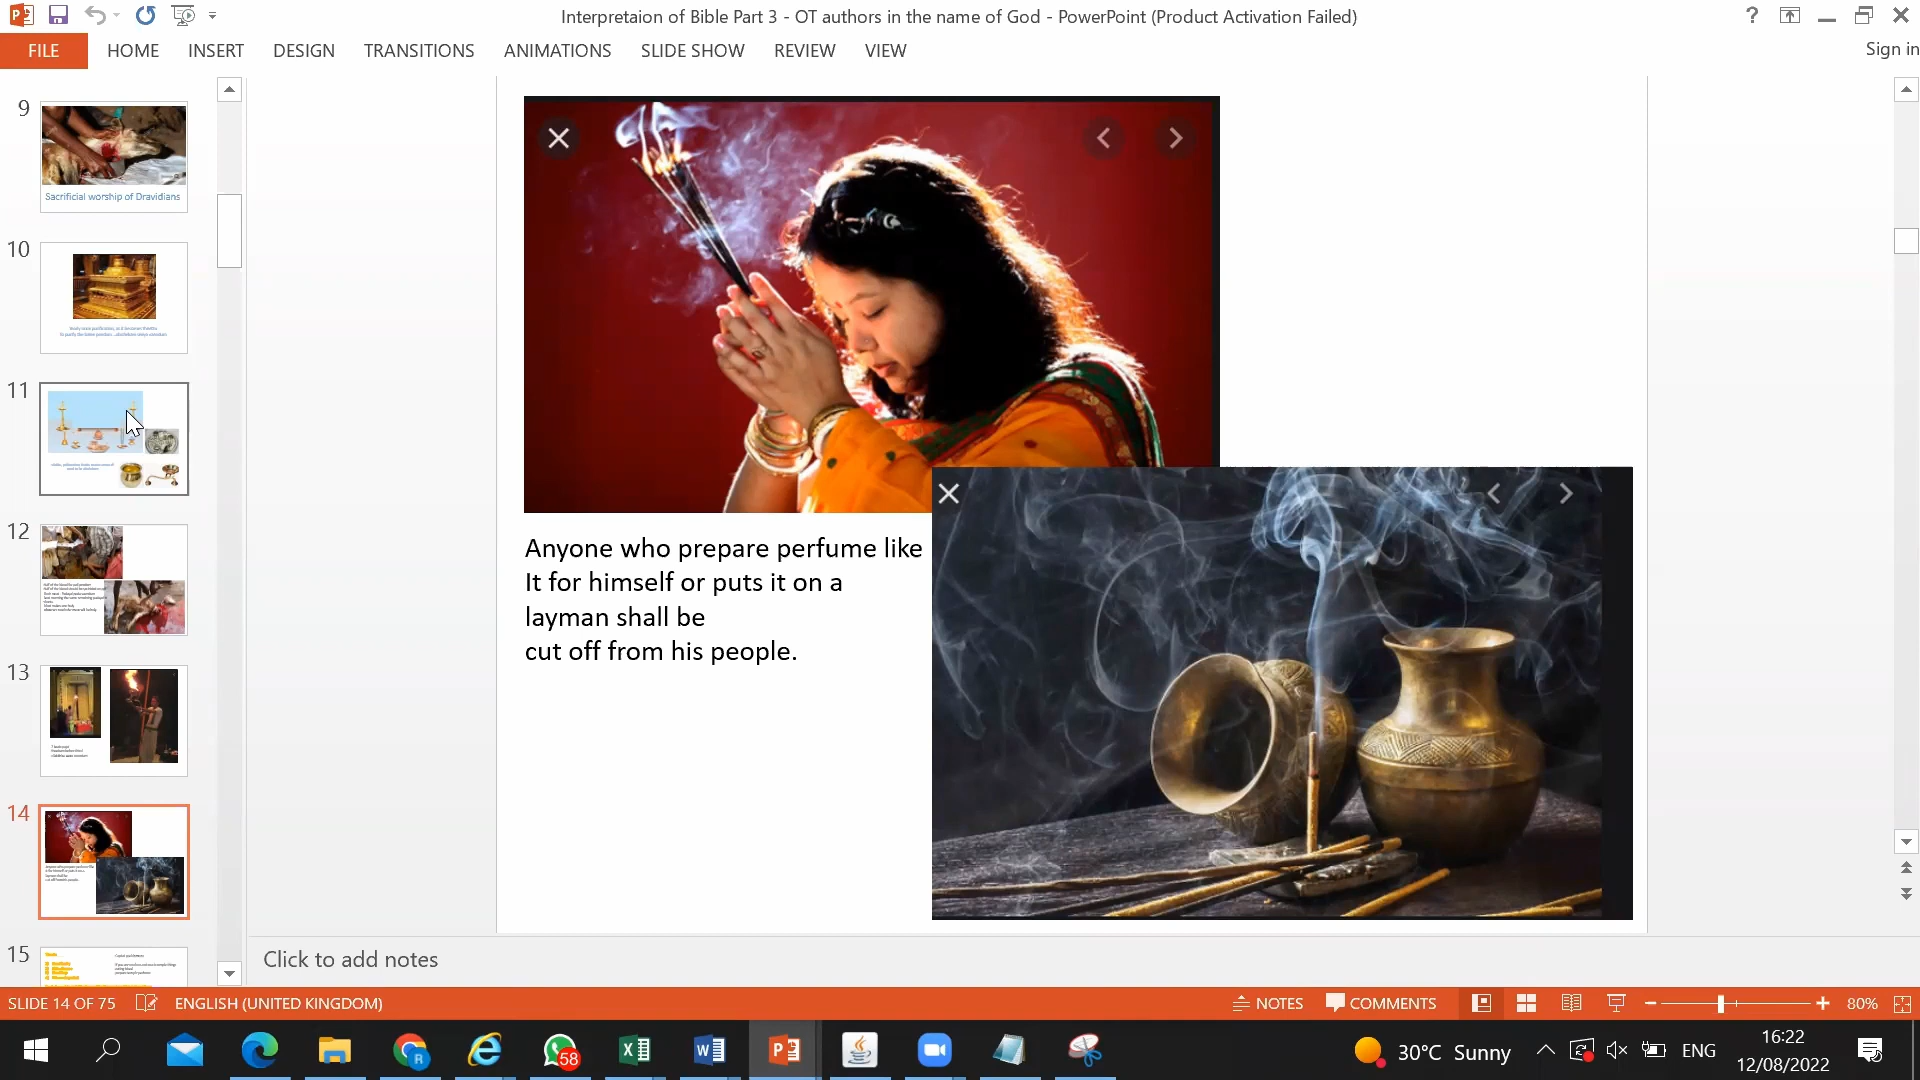 Interpretaion of Bible Part 3 - OT authors in the name of God - PowerPoint (Product Activation Failed)
FILE HOME INSERT DESIGN TRANSITIONS ANIMATIONS SLIDE SHOW REVIEW VIEW
Sign in
9
Sacrificial worship of Dravidians
10
11
12
13
14
15
Anyone who prepare perfume like
It for himself or puts it on a
layman shall be
cut off from his people.
Click to add notes
SLIDE 14 OF 75 ENGLISH (UNITED KINGDOM) NOTES COMMENTS 80%
58
30°C Sunny ENG
16:22
12/08/2022